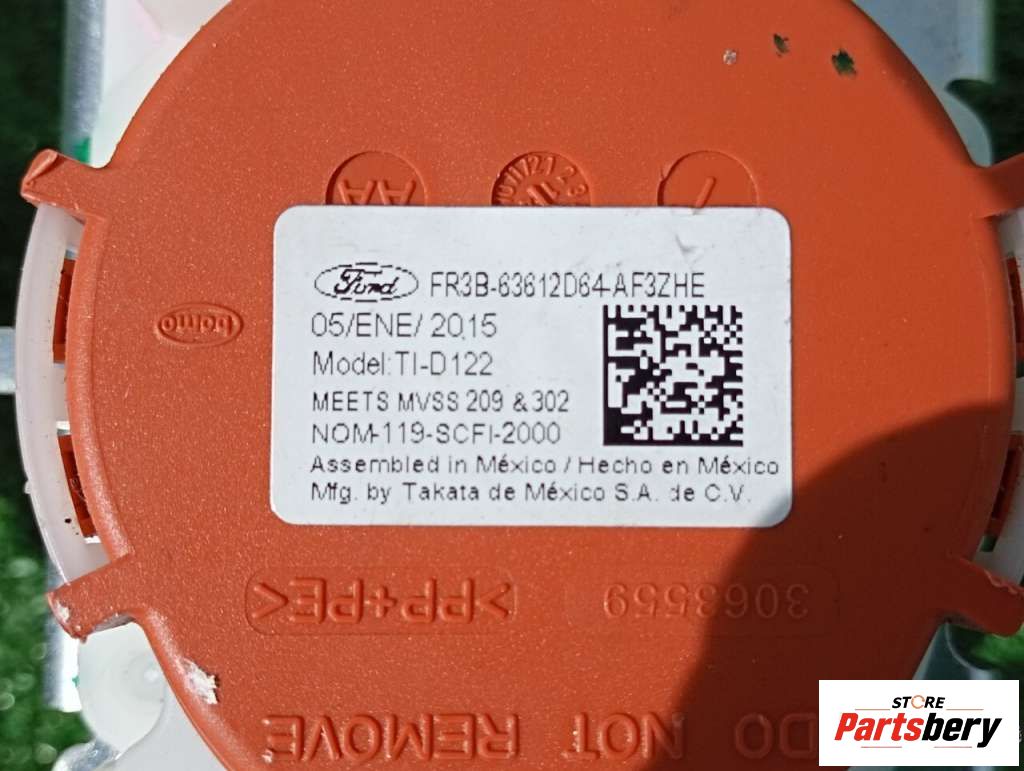 AA
Ford FR3B-63612D64-AF3ZHE
05/ENE/2015
Model: TI-D122
MEETS MVSS 209 & 302
NOM-119-SCFI-2000
Assembled in México / Hecho en México
Mfg. by Takata de México S.A. de C.V.
>PP+PE<
3063559
DO NOT REMOVE
STORE
Partsbery